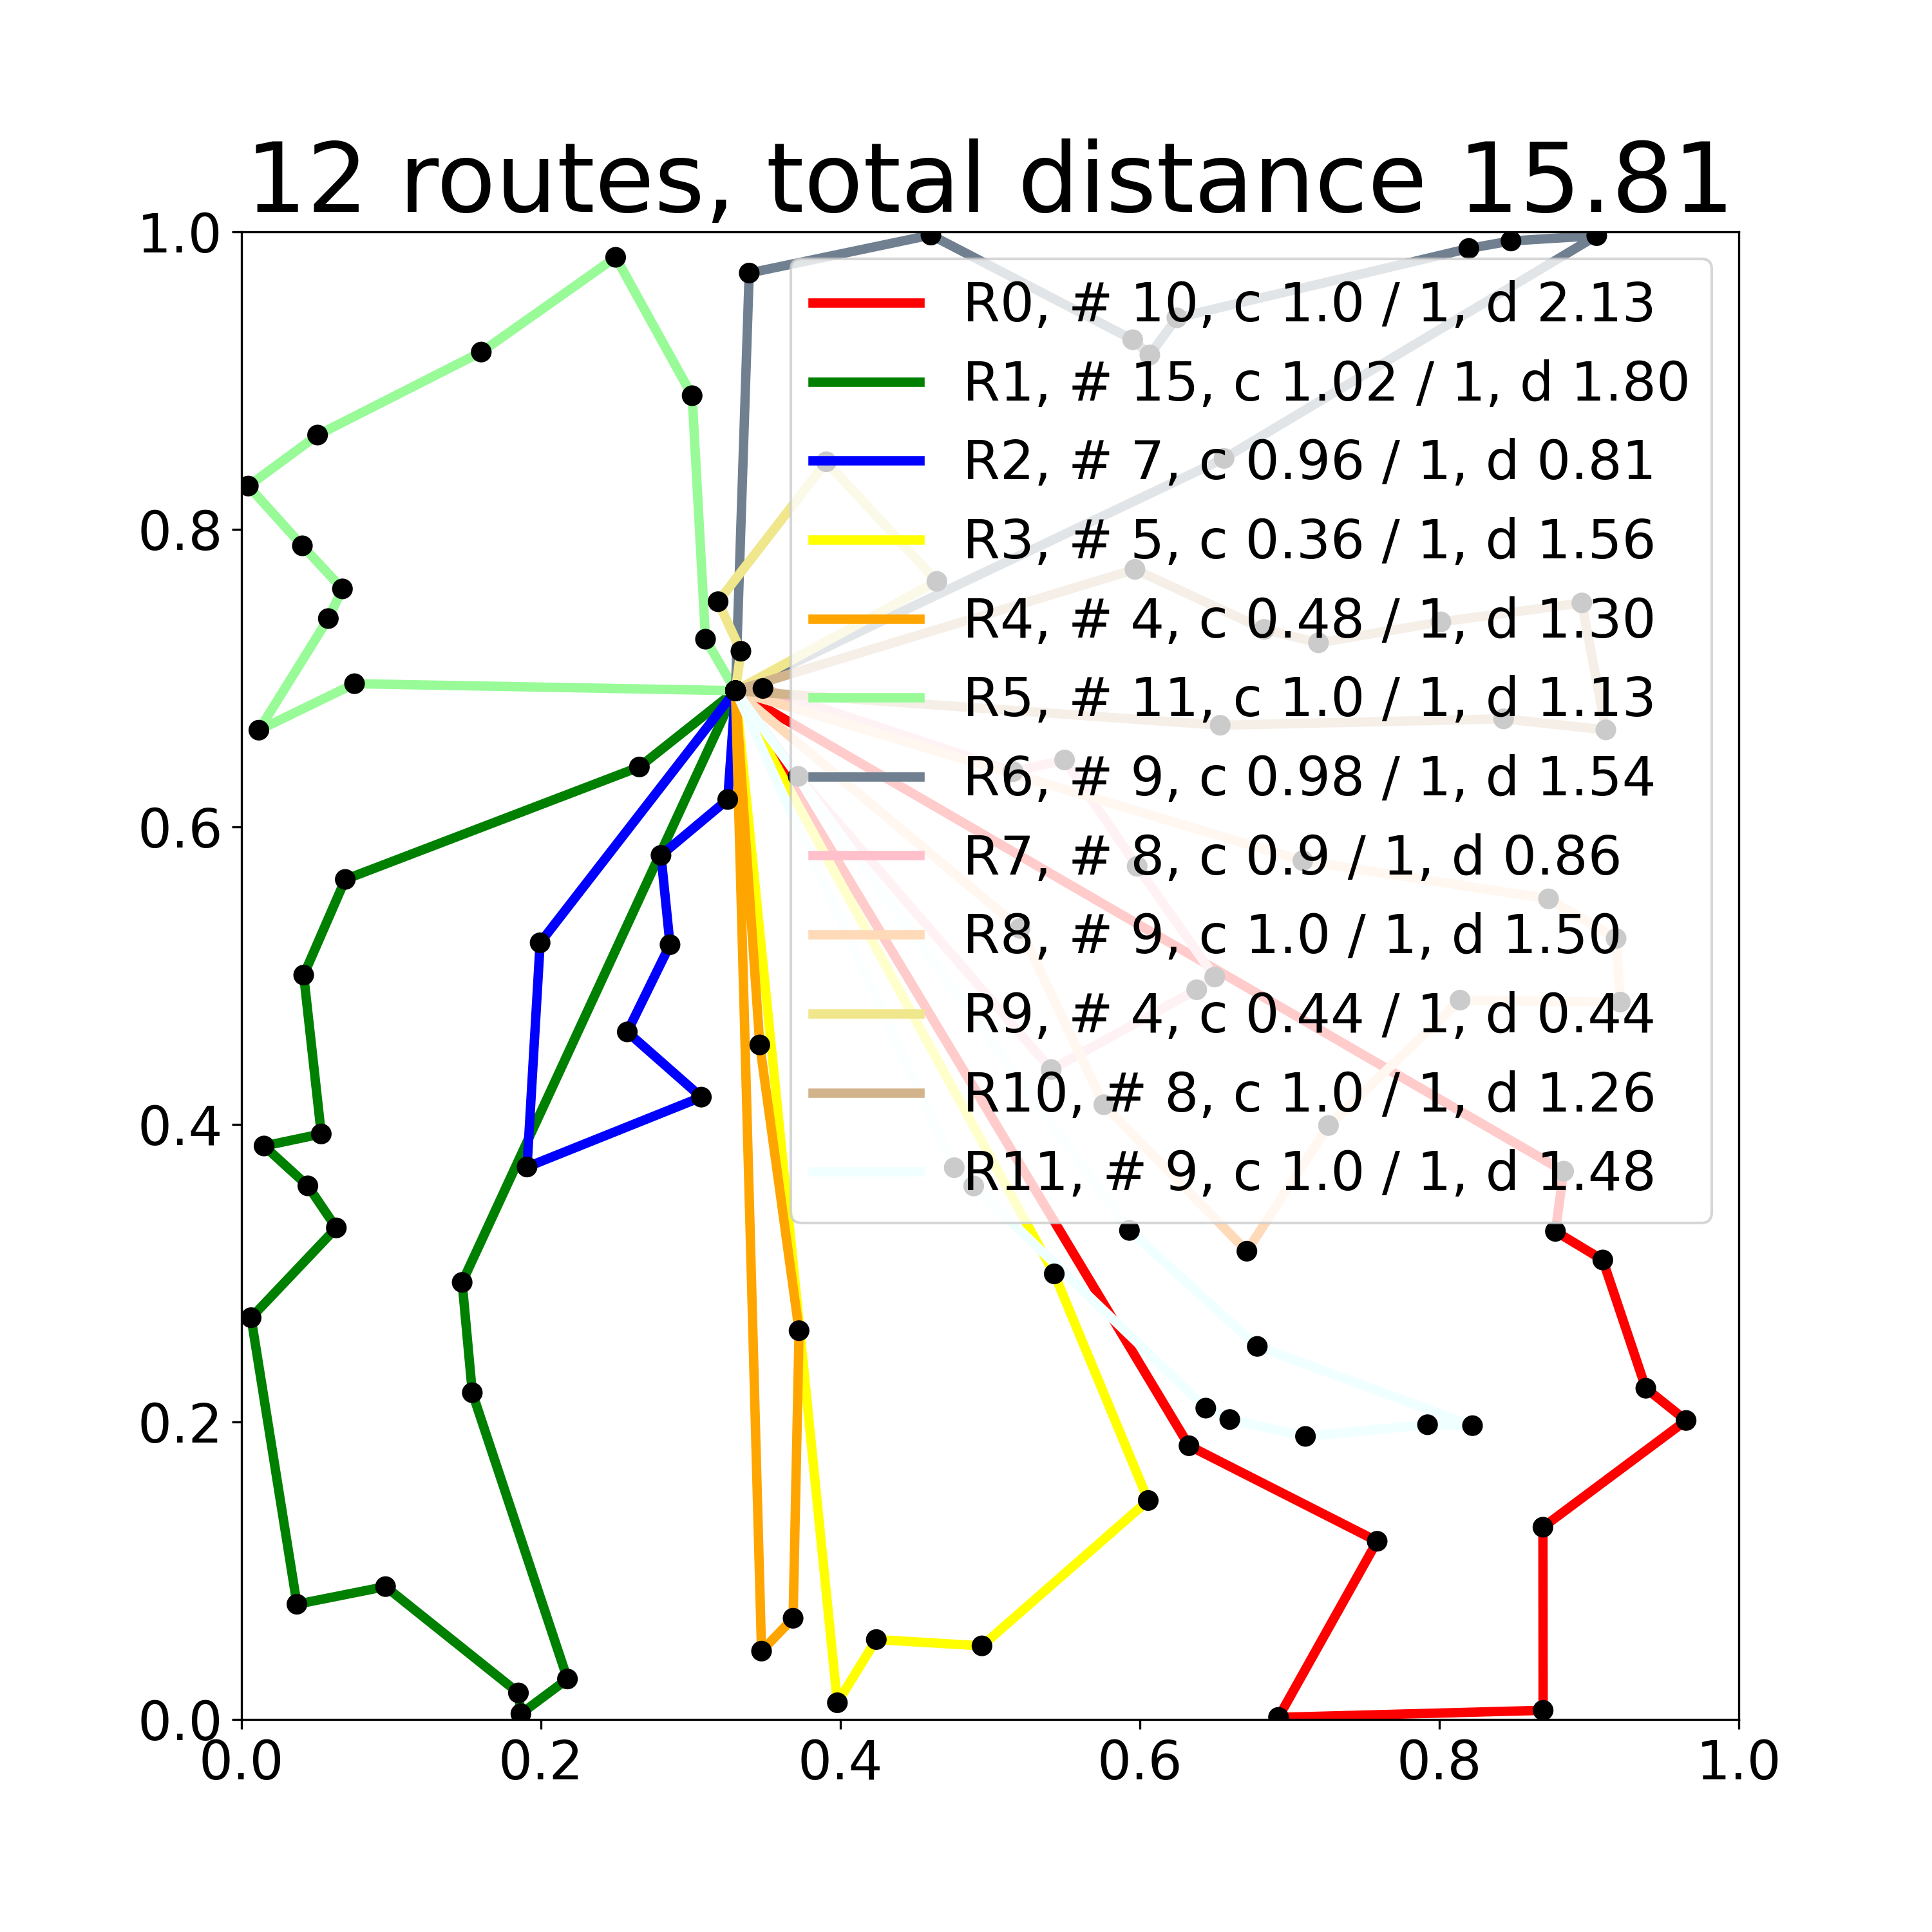 12 routes, total distance 15.81
1.0
0.8
0.6
0.4
0.2
0.0
R0, # 10, c 1.0 / 1, d 2.13
R1, # 15, c 1.02 / 1, d 1.80
R2, # 7, c 0.96 / 1, d 0.81
R3, # 5, c 0.36 / 1, d 1.56
R4, # 4, c 0.48 / 1, d 1.30
R5, # 11, c 1.0 / 1, d 1.13
R6, # 9, c 0.98 / 1, d 1.54
R7, # 8, c 0.9 / 1, d 0.86
R8, # 9, c 1.0 / 1, d 1.50
R9, # 4, c 0.44 / 1, d 0.44
R10, # 8, c 1.0 / 1, d 1.26
R11, # 9, c 1.0 / 1, d 1.48
0.0 0.2 0.4 0.6 0.8 1.0